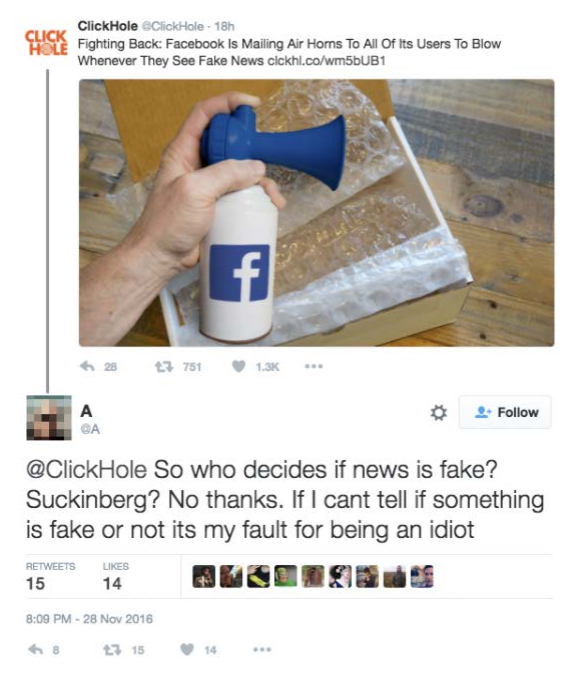 CLICK
HOLE
ClickHole @ClickHole · 18h
Fighting Back: Facebook Is Mailing Air Horns To All Of Its Users To Blow
Whenever They See Fake News clckhl.co/wm5bUB1
f
28 751 1.3K
A
@A
Follow
@ClickHole So who decides if news is fake?
Suckinberg? No thanks. If I cant tell if something
is fake or not its my fault for being an idiot
RETWEETS LIKES
15 14
8:09 PM - 28 Nov 2016
8 15 14